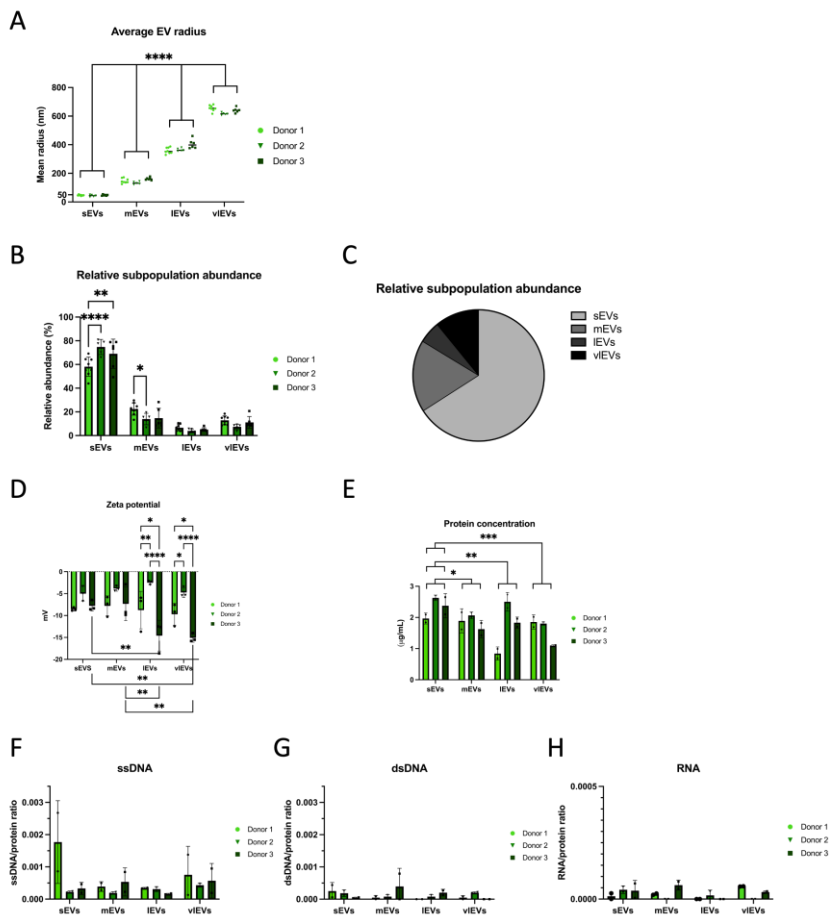 A
Average EV radius
****
Mean radius (nm)
800
600
400
200
50
0
sEVs
mEVs
lEVs
vlEVs
Donor 1
Donor 2
Donor 3
B
Relative subpopulation abundance
**
****
*
Relative abundance (%)
100
80
60
40
20
0
sEVs
mEVs
lEVs
vlEVs
Donor 1
Donor 2
Donor 3
C
Relative subpopulation abundance
sEVs
mEVs
lEVs
vlEVs
D
Zeta potential
*
**
****
*
****
*
mV
0
-5
-10
-15
-20
sEVS
mEVs
lEVs
vlEVs
**
**
**
**
Donor 1
Donor 2
Donor 3
E
Protein concentration
***
**
*
(µg/mL)
3
2
1
0
sEVs
mEVs
lEVs
vlEVs
Donor 1
Donor 2
Donor 3
F
ssDNA
ssDNA/protein ratio
0.003
0.002
0.001
0.000
sEVs
mEVs
lEVs
vlEVs
Donor 1
Donor 2
Donor 3
G
dsDNA
dsDNA/protein ratio
0.003
0.002
0.001
0.000
sEVs
mEVs
lEVs
vlEVs
Donor 1
Donor 2
Donor 3
H
RNA
RNA/protein ratio
0.0005
0.0000
sEVs
mEVs
lEVs
vlEVs
Donor 1
Donor 2
Donor 3